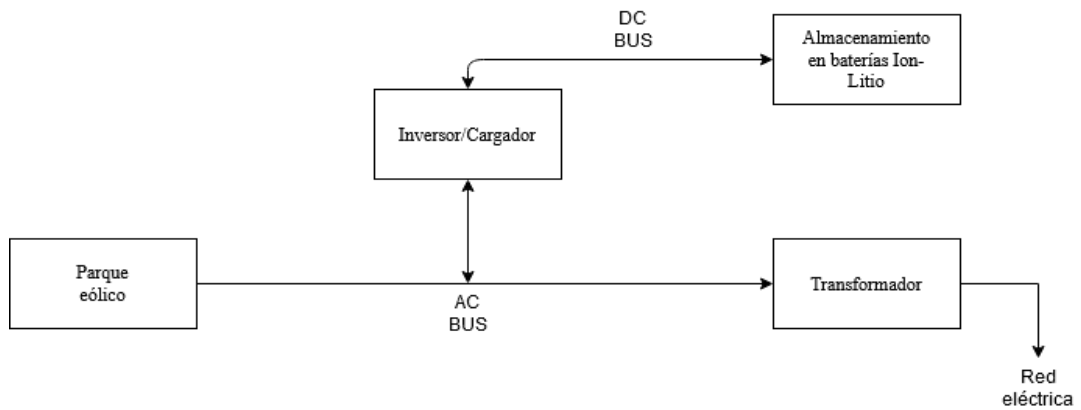 DC
BUS
Almacenamiento
en baterías Ion-
Litio
Inversor/Cargador
Parque
eólico
AC
BUS
Transformador
Red
eléctrica